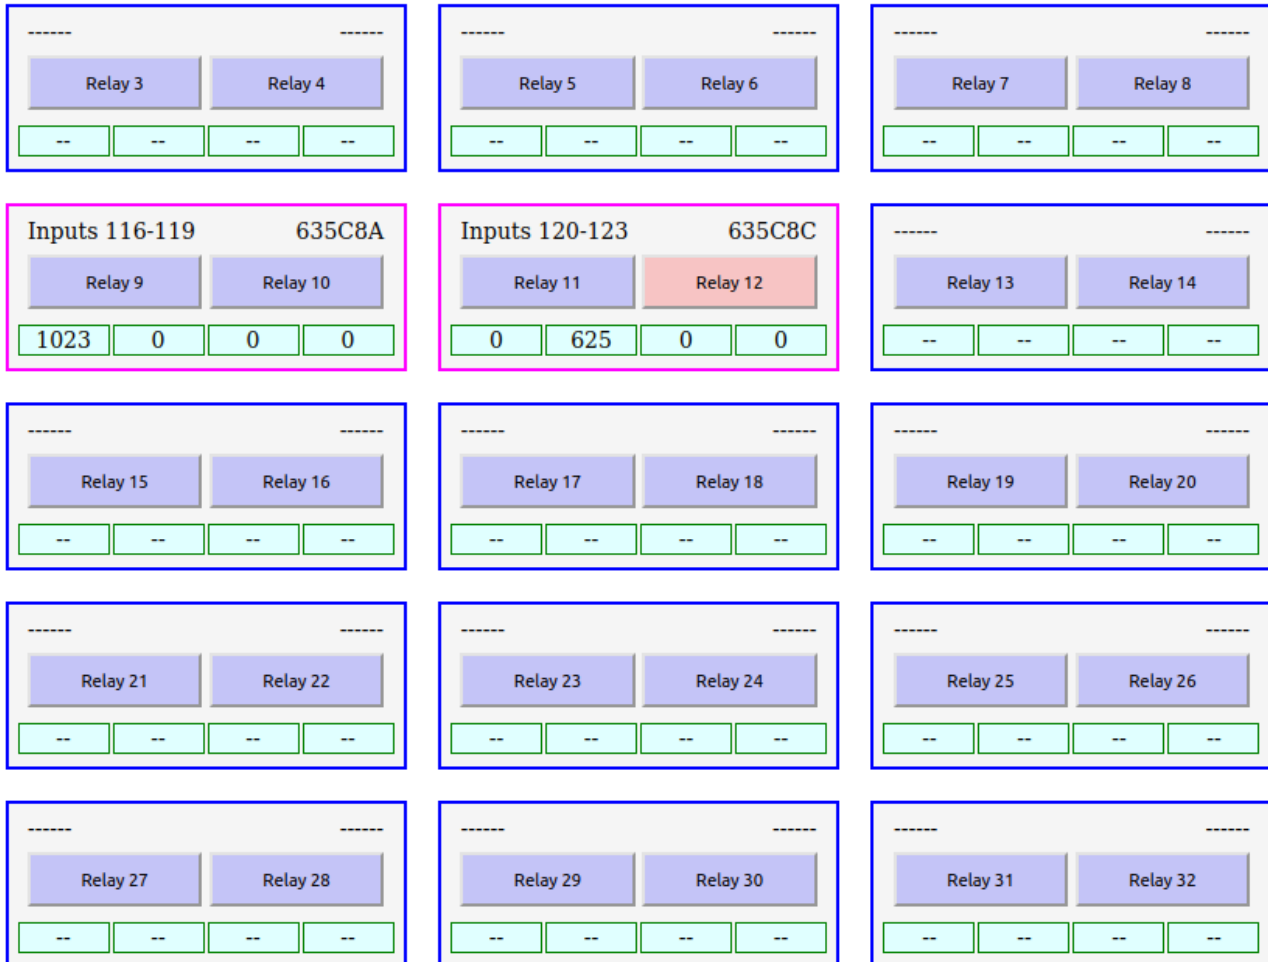 ------ ------ ------ ------ ------ ------
Relay 3 Relay 4 Relay 5 Relay 6 Relay 7 Relay 8
-- -- -- -- -- -- -- -- -- -- -- --
Inputs 116-119 635C8A Inputs 120-123 635C8C ------ ------
Relay 9 Relay 10 Relay 11 Relay 12 Relay 13 Relay 14
1023 0 0 0 0 625 0 0 -- -- -- --
------ ------ ------ ------ ------ ------
Relay 15 Relay 16 Relay 17 Relay 18 Relay 19 Relay 20
-- -- -- -- -- -- -- -- -- -- -- --
------ ------ ------ ------ ------ ------
Relay 21 Relay 22 Relay 23 Relay 24 Relay 25 Relay 26
-- -- -- -- -- -- -- -- -- -- -- --
------ ------ ------ ------ ------ ------
Relay 27 Relay 28 Relay 29 Relay 30 Relay 31 Relay 32
-- -- -- -- -- -- -- -- -- -- -- --